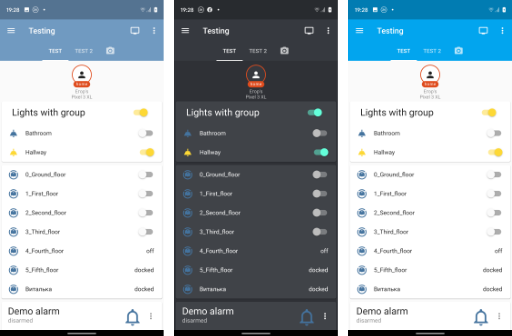 19:28
Testing
TEST TEST 2
Pixel 3 XL
Lights with group
Bathroom
Hallway
0_Ground_floor
1_First_floor
2_Second_floor
3_Third_floor
4_Fourth_floor off
5_Fifth_floor docked
Виталька docked
Demo alarm
disarmed
19:28
Testing
TEST TEST 2
Pixel 3 XL
Lights with group
Bathroom
Hallway
0_Ground_floor
1_First_floor
2_Second_floor
3_Third_floor
4_Fourth_floor off
5_Fifth_floor docked
Виталька docked
Demo alarm
disarmed
19:28
Testing
TEST TEST 2
Pixel 3 XL
Lights with group
Bathroom
Hallway
0_Ground_floor
1_First_floor
2_Second_floor
3_Third_floor
4_Fourth_floor off
5_Fifth_floor docked
Виталька docked
Demo alarm
disarmed